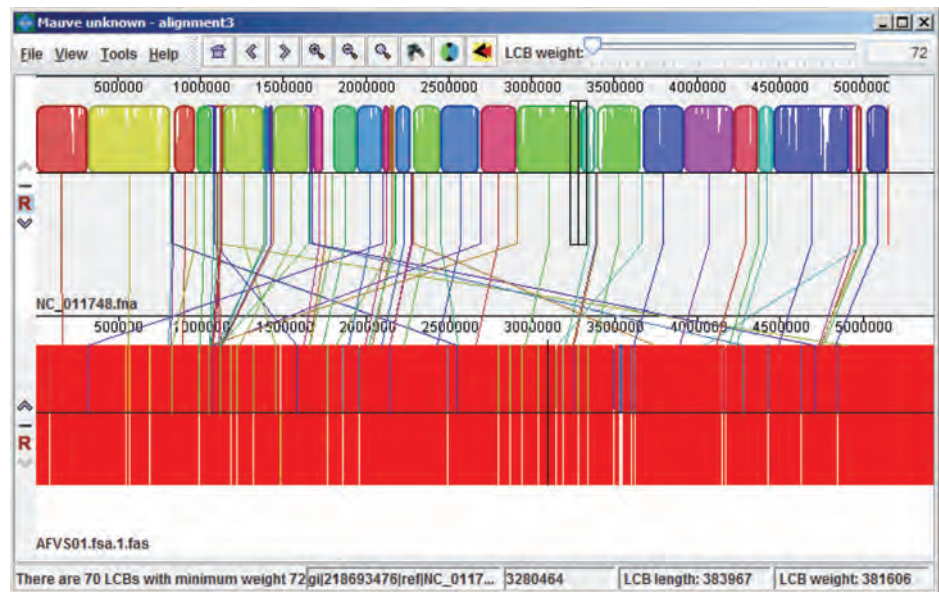 Mauve unknown - alignment3
File View Tools Help LCB weight: 72
500000 1000000 1500000 2000000 2500000 3000000 3500000 4000000 4500000 5000000
R
NC_011748.fna
500000 1000000 1500000 2000000 2500000 3000000 3500000 4000000 4500000 5000000
R
AFVS01.fsa.1.fas
There are 70 LCBs with minimum weight 72 gi|218693476|ref|NC_0117... 3280464 LCB length: 383967 LCB weight: 381606